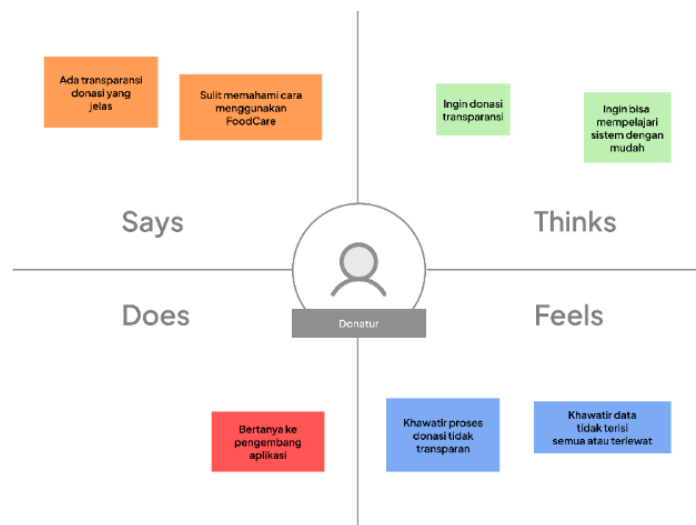 Ada transparansi
donasi yang
jelas
Sulit memahami cara
menggunakan
FoodCare
Ingin donasi
transparansi
Ingin bisa
mempelajari
sistem dengan
mudah
Says
Thinks
Does
Donatur
Feels
Bertanya ke
pengembang
aplikasi
Khawatir proses
donasi tidak
transparan
Khawatir data
tidak terisi
semua atau terlewat